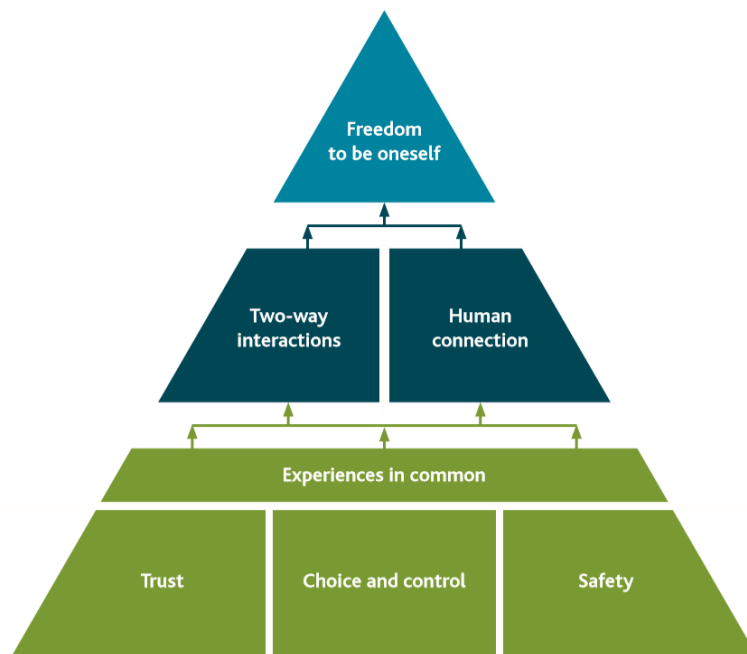 Freedom
to be oneself
Two-way
interactions
Human
connection
Experiences in common
Trust
Choice and control
Safety